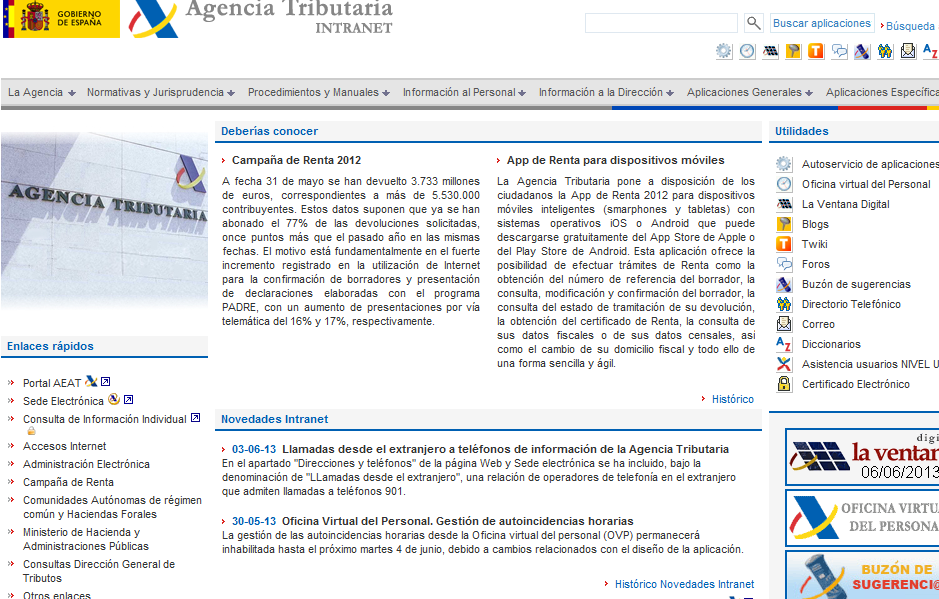 GOBIERNO
DE ESPAÑA
Agencia Tributaria
INTRANET
Buscar aplicaciones
Búsqueda
La Agencia
Normativas y Jurisprudencia
Procedimientos y Manuales
Información al Personal
Información a la Dirección
Aplicaciones Generales
Aplicaciones Específica
AGENCIA TRIBUTARIA
Enlaces rápidos
Portal AEAT
Sede Electrónica
Consulta de Información Individual
Accesos Internet
Administración Electrónica
Campaña de Renta
Comunidades Autónomas de régimen
común y Haciendas Forales
Ministerio de Hacienda y
Administraciones Públicas
Consultas Dirección General de
Tributos
Otros enlaces
Deberías conocer
Campaña de Renta 2012
A fecha 31 de mayo se han devuelto 3.733 millones
de euros, correspondientes a más de 5.530.000
contribuyentes. Estos datos suponen que ya se han
abonado el 77% de las devoluciones solicitadas,
once puntos más que el pasado año en las mismas
fechas. El motivo está fundamentalmente en el fuerte
incremento registrado en la utilización de Internet
para la confirmación de borradores y presentación
de declaraciones elaboradas con el programa
PADRE, con un aumento de presentaciones por vía
telemática del 16% y 17%, respectivamente.
App de Renta para dispositivos móviles
La Agencia Tributaria pone a disposición de los
ciudadanos la App de Renta 2012 para dispositivos
móviles inteligentes (smarphones y tabletas) con
sistemas operativos iOS o Android que puede
descargarse gratuitamente del App Store de Apple o
del Play Store de Android. Esta aplicación ofrece la
posibilidad de efectuar trámites de Renta como la
obtención del número de referencia del borrador, la
consulta, modificación y confirmación del borrador, la
consulta del estado de tramitación de su devolución,
la obtención del certificado de Renta, la consulta de
sus datos fiscales o de sus datos censales, así
como el cambio de su domicilio fiscal y todo ello de
una forma sencilla y ágil.
Histórico
Novedades Intranet
03-06-13 Llamadas desde el extranjero a teléfonos de información de la Agencia Tributaria
En el apartado "Direcciones y teléfonos" de la página Web y Sede electrónica se ha incluido, bajo la
denominación de "LLamadas desde el extranjero", una relación de operadores de telefonía en el extranjero
que admiten llamadas a teléfonos 901.
30-05-13 Oficina Virtual del Personal. Gestión de autoincidencias horarias
La gestión de las autoincidencias horarias desde la Oficina virtual del personal (OVP) permanecerá
inhabilitada hasta el próximo martes 4 de junio, debido a cambios relacionados con el diseño de la aplicación.
Histórico Novedades Intranet
Utilidades
Autoservicio de aplicaciones
Oficina virtual del Personal
La Ventana Digital
Blogs
Twiki
Foros
Buzón de sugerencias
Directorio Telefónico
Correo
Diccionarios
Asistencia usuarios NIVEL U
Certificado Electrónico
digi
la ventan
06/06/2013
OFICINA VIRTU
DEL PERSONA
BUZÓN DE
SUGERENCI@